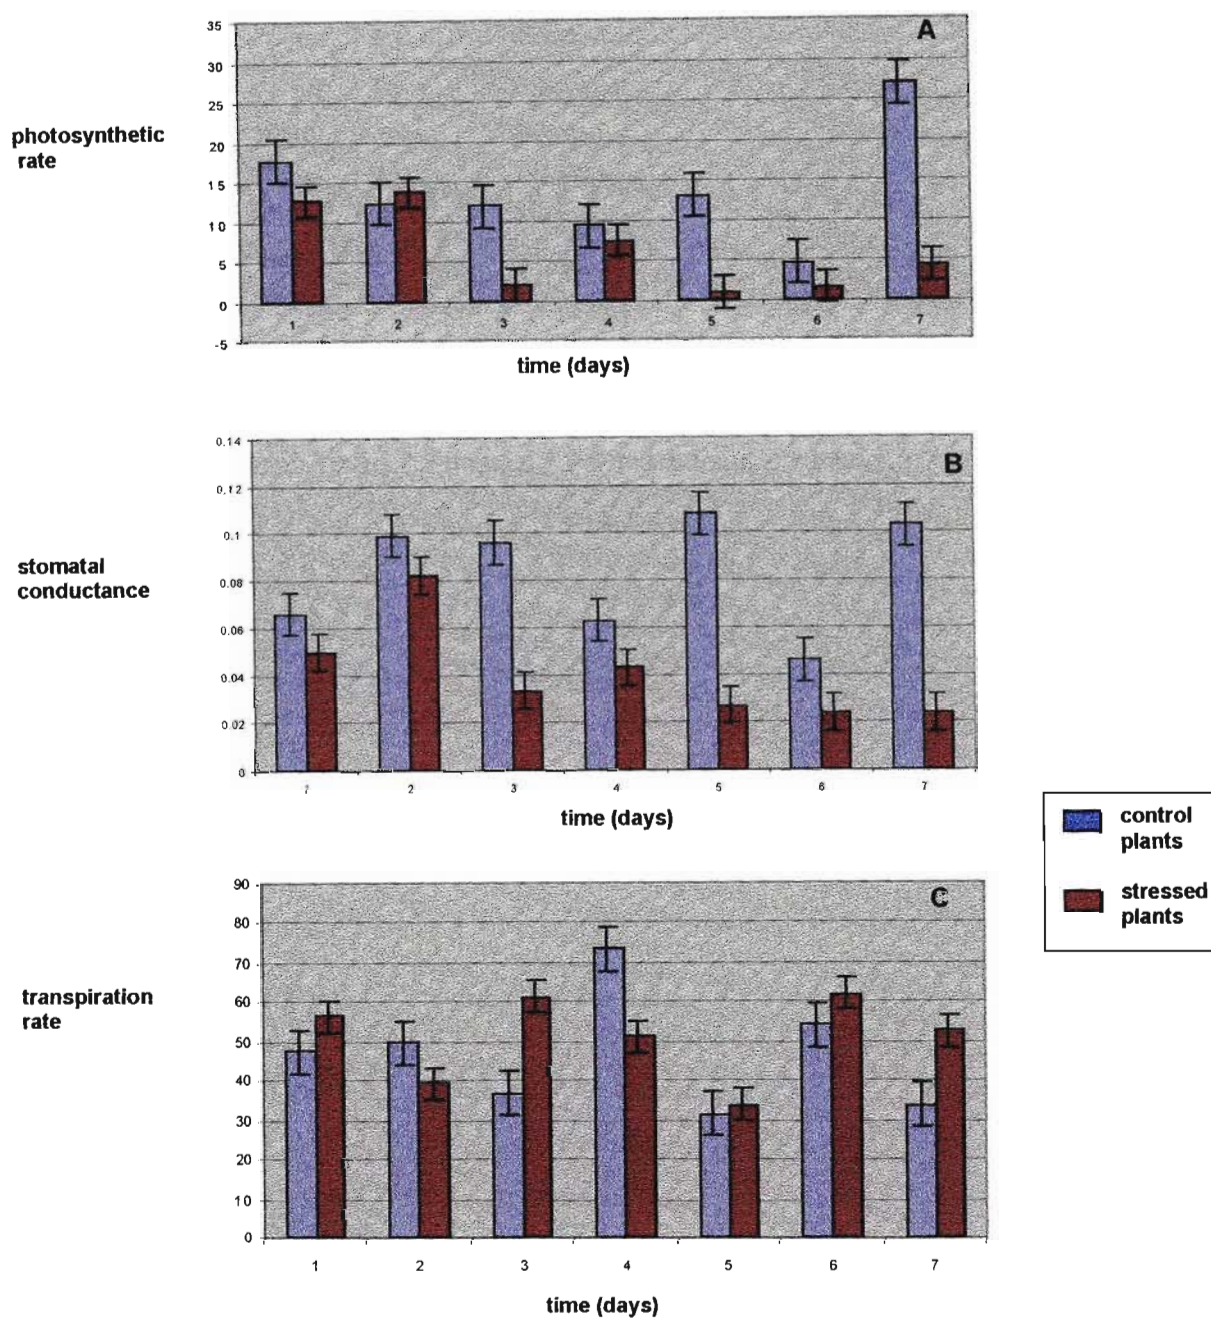 A
35
30
25
20
15
10
5
0
-5
photosynthetic
rate
1 2 3 4 5 6 7
time (days)
B
0.14
0.12
0.1
0.08
0.06
0.04
0.02
0
stomatal
conductance
1 2 3 4 5 6 7
time (days)
control
plants
stressed
plants
C
90
80
70
60
50
40
30
20
10
0
transpiration
rate
1 2 3 4 5 6 7
time (days)